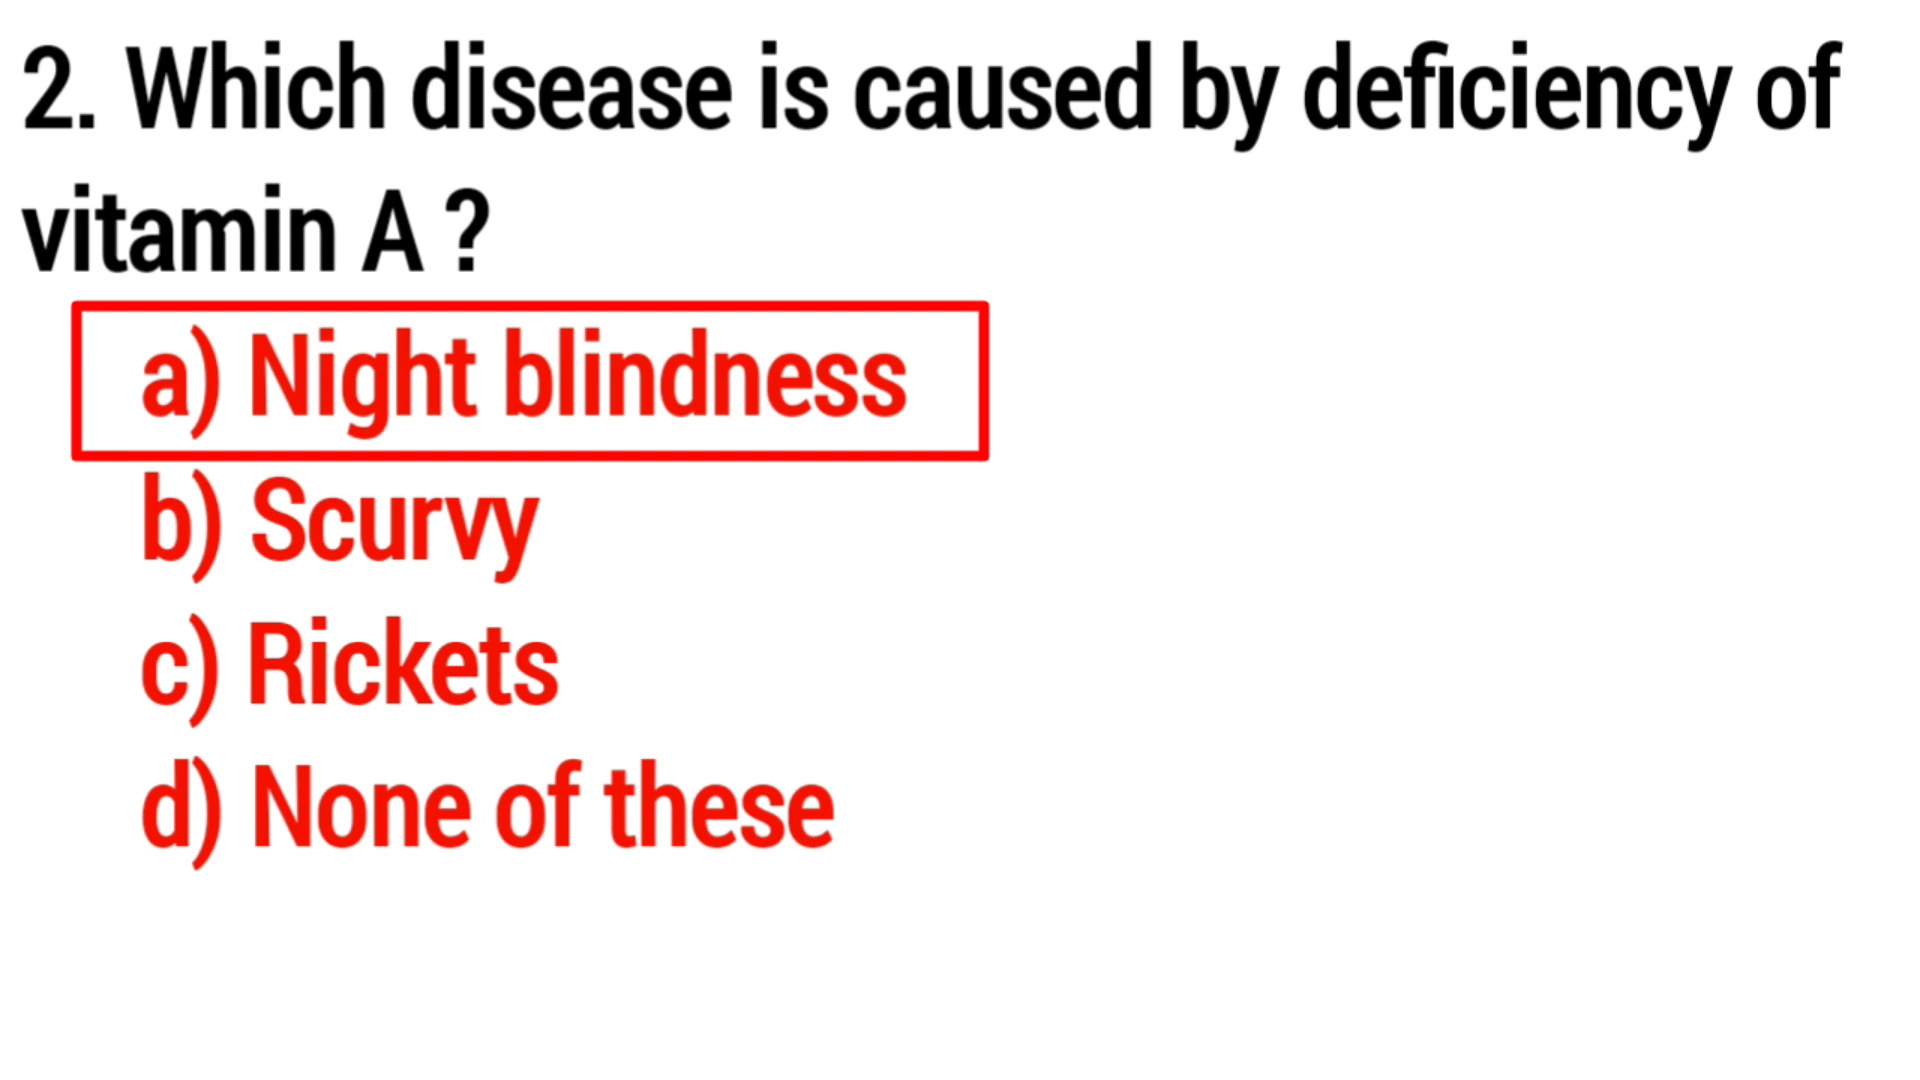 2. Which disease is caused by deficiency of
vitamin A ?
a) Night blindness
b) Scurvy
c) Rickets
d) None of these